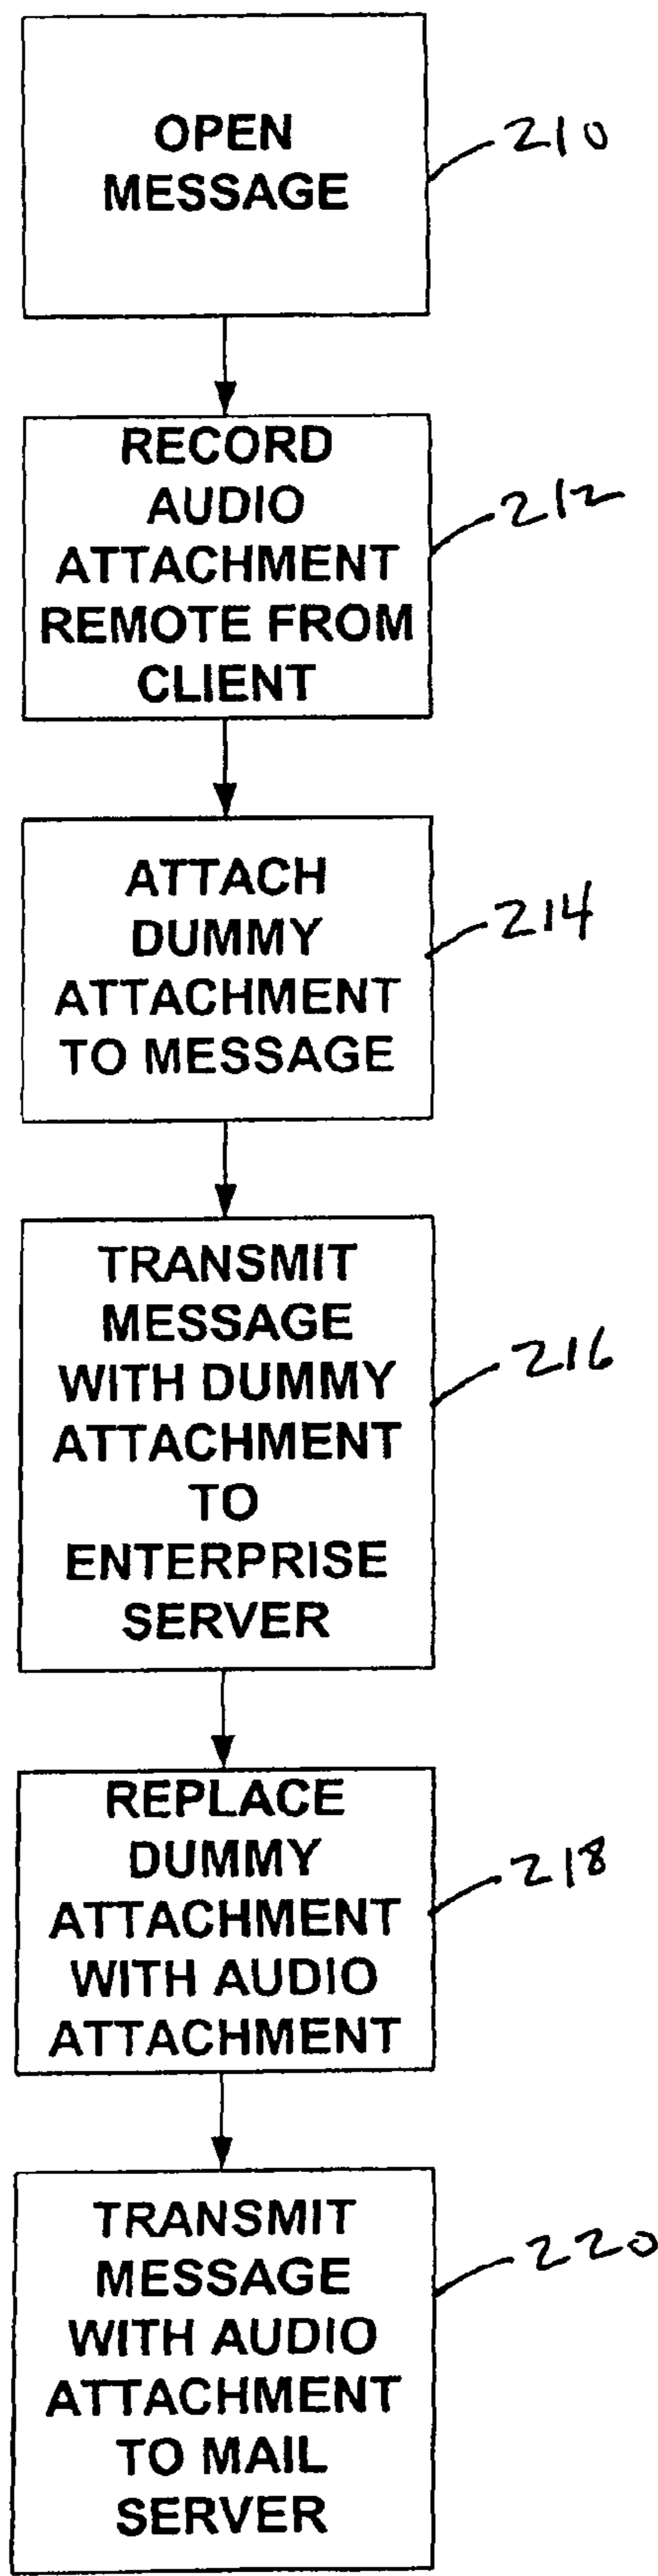 OPEN
MESSAGE
210
RECORD
AUDIO
ATTACHMENT
REMOTE FROM
CLIENT
212
ATTACH
DUMMY
ATTACHMENT
TO MESSAGE
214
TRANSMIT
MESSAGE
WITH DUMMY
ATTACHMENT
TO
ENTERPRISE
SERVER
216
REPLACE
DUMMY
ATTACHMENT
WITH AUDIO
ATTACHMENT
218
TRANSMIT
MESSAGE
WITH AUDIO
ATTACHMENT
TO MAIL
SERVER
220